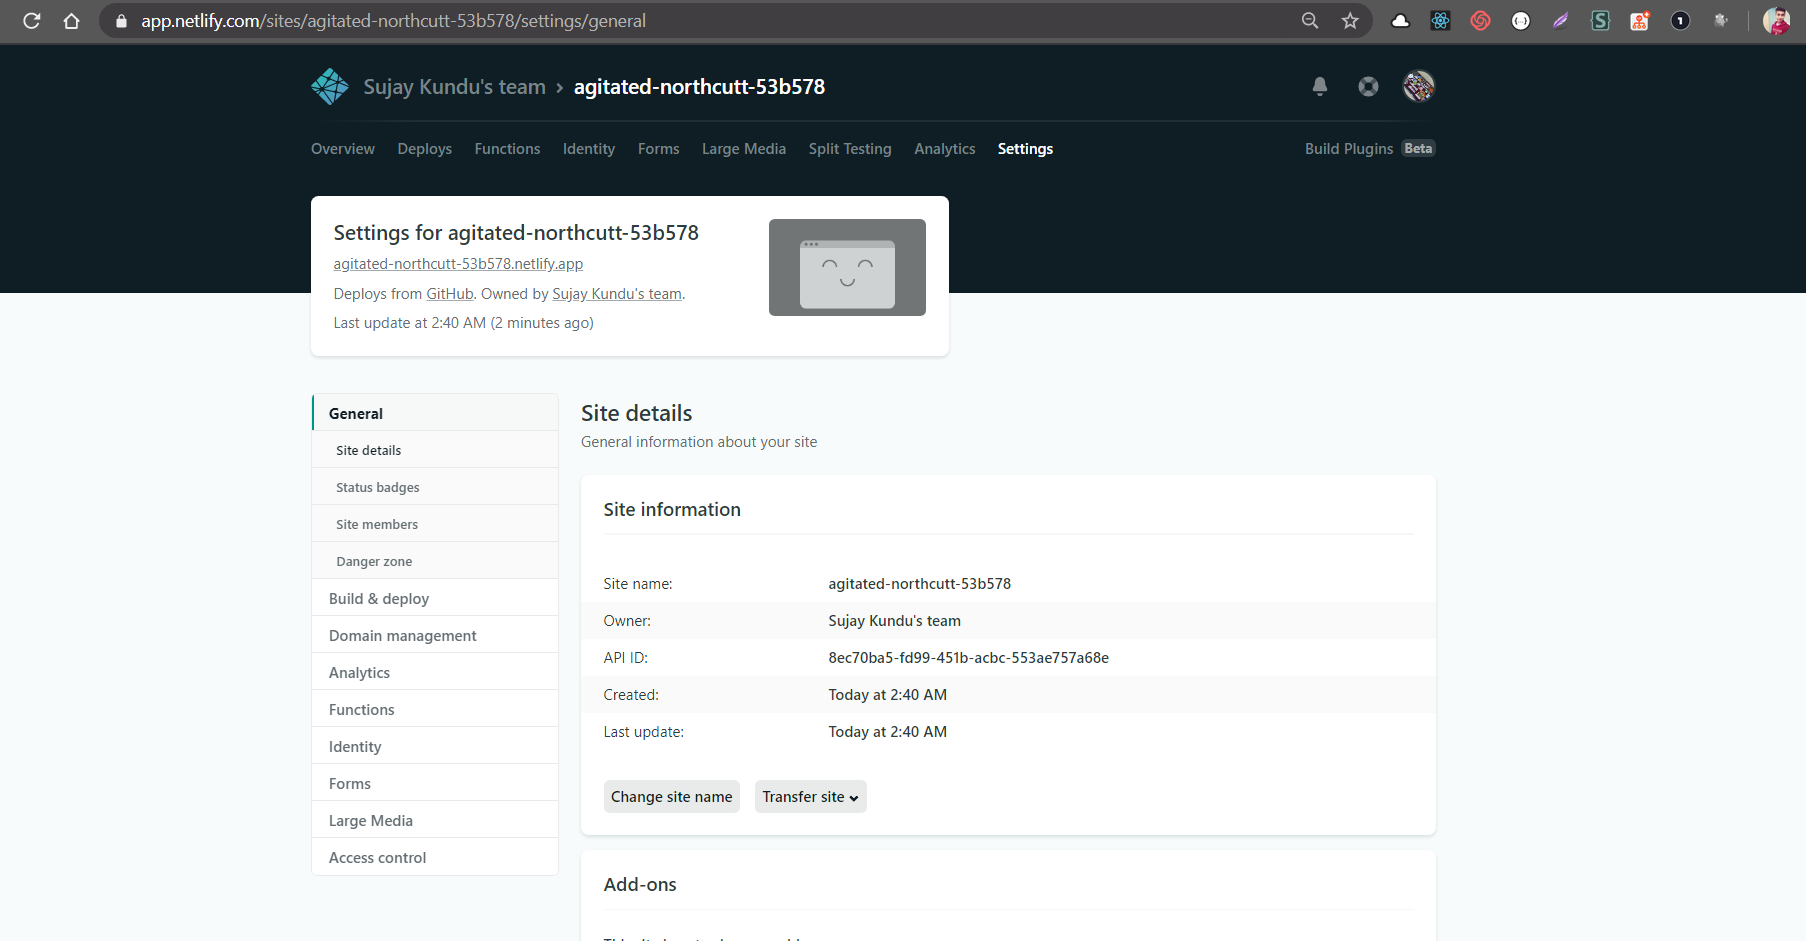 app.netlify.com/sites/agitated-northcutt-53b578/settings/general
Sujay Kundu's team › agitated-northcutt-53b578
Overview Deploys Functions Identity Forms Large Media Split Testing Analytics Settings Build Plugins Beta
Settings for agitated-northcutt-53b578
agitated-northcutt-53b578.netlify.app
Deploys from GitHub. Owned by Sujay Kundu's team.
Last update at 2:40 AM (2 minutes ago)
General
Site details
Status badges
Site members
Danger zone
Build & deploy
Domain management
Analytics
Functions
Identity
Forms
Large Media
Access control
Site details
General information about your site
Site information
Site name: agitated-northcutt-53b578
Owner: Sujay Kundu's team
API ID: 8ec70ba5-fd99-451b-acbc-553ae757a68e
Created: Today at 2:40 AM
Last update: Today at 2:40 AM
Change site name Transfer site
Add-ons